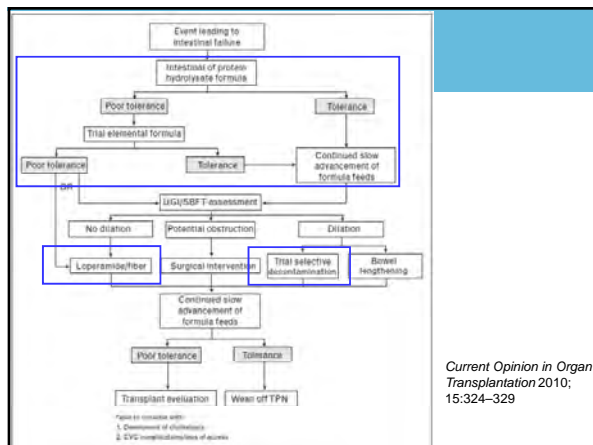 Event leading to
intestinal failure
Intestinal of protein
hydrolysate formula
Poor tolerance
Tolerance
Trial elemental formula
Poor tolerance
Tolerance
Continued slow
advancement of
formula feeds
OR
UGI/SBFT assessment
No dilation
Potential obstruction
Dilation
Loperamide/fiber
Surgical intervention
Trial selective
decontamination
Bowel
lengthening
Continued slow
advancement of
formula feeds
Poor tolerance
Tolerance
Transplant evaluation
Wean off TPN
1. Development of cholestasis
2. CVC complications/loss of access
Current Opinion in Organ
Transplantation 2010;
15:324–329